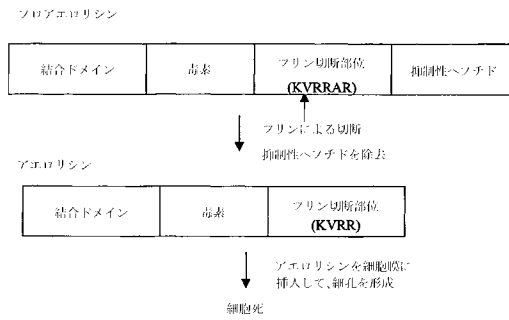 プロアエロリシン
結合ドメイン
毒素
フリン切断部位
(KVRRAR)
抑制性ペプチド
フリンによる切断
抑制性ペプチドを除去
アエロリシン
結合ドメイン
毒素
フリン切断部位
(KVRR)
アエロリシンを細胞膜に
挿入して、細孔を形成
細胞死